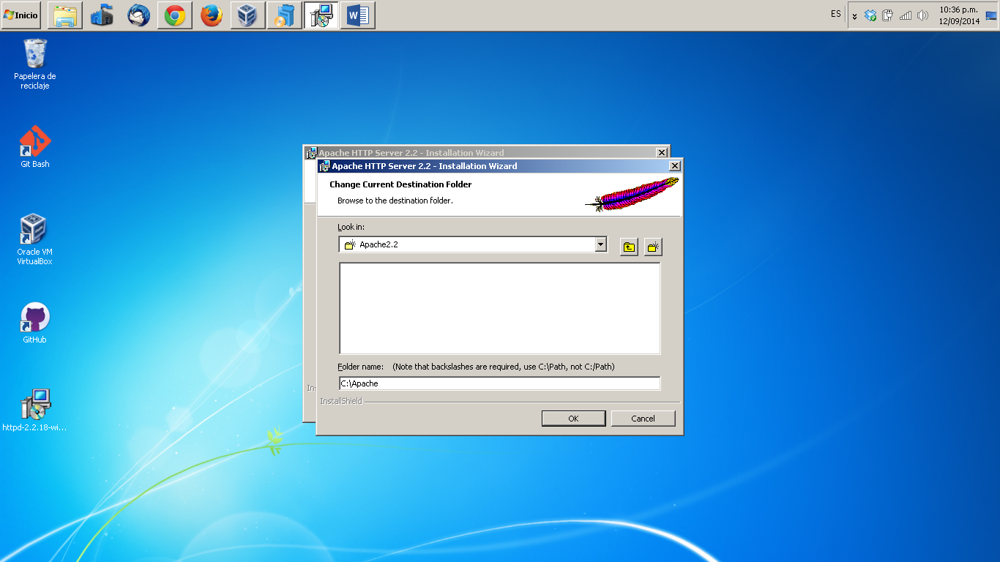 Inicio
ES
10:36 p.m.
12/09/2014
Papelera de
reciclaje
Git Bash
Oracle VM
VirtualBox
GitHub
httpd-2.2.18-wi...
Apache HTTP Server 2.2 - Installation Wizard
Apache HTTP Server 2.2 - Installation Wizard
Change Current Destination Folder
Browse to the destination folder.
Look in:
Apache2.2
Folder name: (Note that backslashes are required, use C:\Path, not C:/Path)
C:\Apache
Ins
InstallShield
OK
Cancel